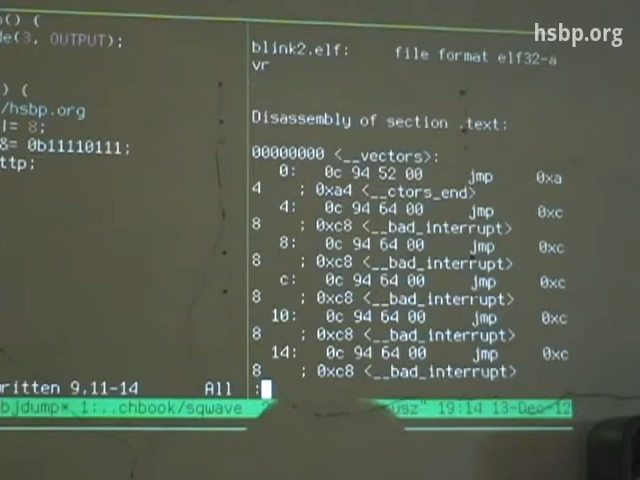 hsbp.org
() {
de(3, OUTPUT);
) {
/hsbp.org
|= 8;
&= 0b11110111;
ttp;
ritten 9,11-14 All
blink2.elf: file format elf32-a
vr
Disassembly of section .text:
00000000 <__vectors>:
0: 0c 94 52 00 jmp 0xa
4 ; 0xa4 <__ctors_end>
4: 0c 94 64 00 jmp 0xc
8 ; 0xc8 <__bad_interrupt>
8: 0c 94 64 00 jmp 0xc
8 ; 0xc8 <__bad_interrupt>
c: 0c 94 64 00 jmp 0xc
8 ; 0xc8 <__bad_interrupt>
10: 0c 94 64 00 jmp 0xc
8 ; 0xc8 <__bad_interrupt>
14: 0c 94 64 00 jmp 0xc
8 ; 0xc8 <__bad_interrupt>
:
bjdump* 1:..chbook/sqwave usz" 19:14 13-Dec-12